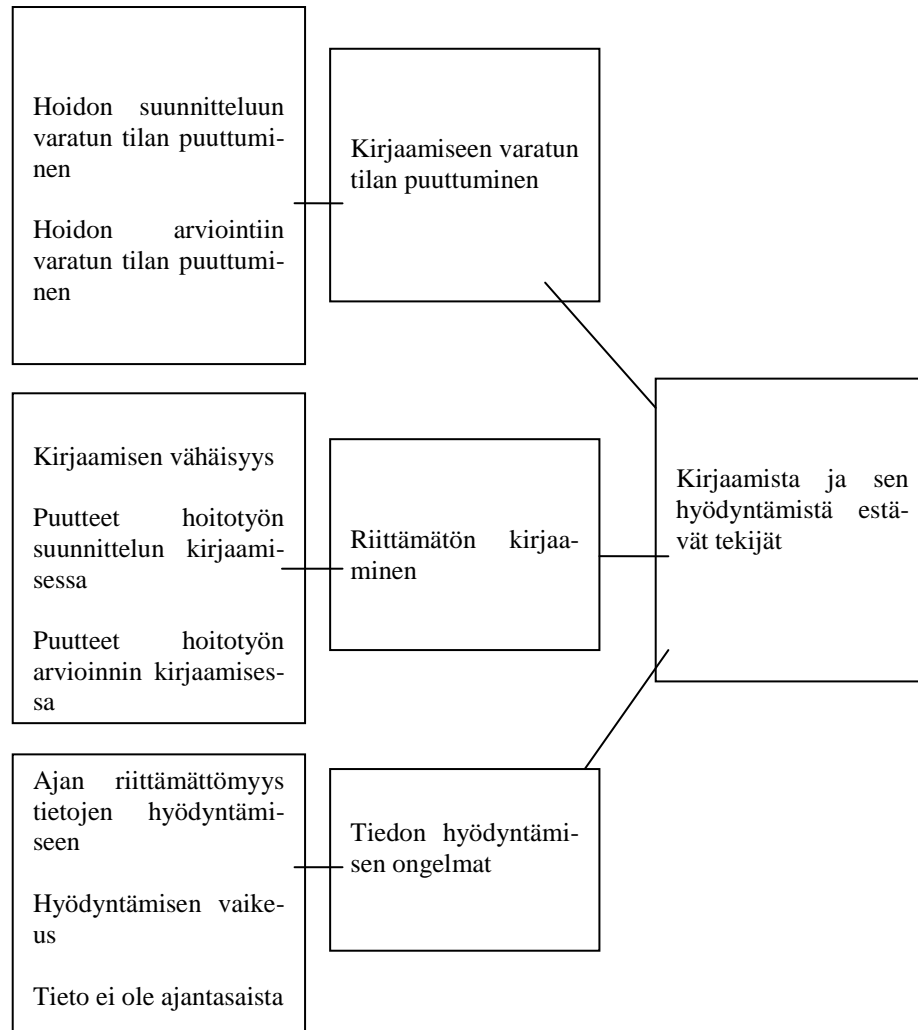 Hoidon suunnitteluun
varatun tilan puuttumi-
nen
Hoidon arviointiin
varatun tilan puuttumi-
nen
Kirjaamiseen varatun
tilan puuttuminen
Kirjaamisen vähäisyys
Puutteet hoitotyön
suunnittelun kirjaami-
sessa
Puutteet hoitotyön
arvioinnin kirjaamises-
sa
Riittämätön kirjaa-
minen
Ajan riittämättömyys
tietojen hyödyntämi-
seen
Hyödyntämisen vaike-
us
Tieto ei ole ajantasaista
Tiedon hyödyntämi-
sen ongelmat
Kirjaamista ja sen
hyödyntämistä estä-
vät tekijät